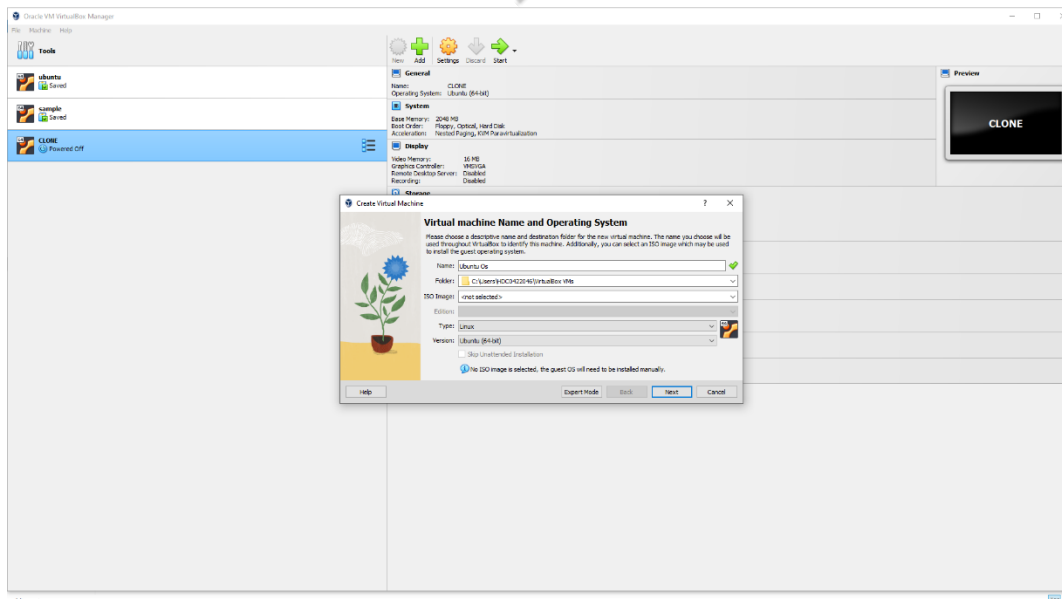 Oracle VM VirtualBox Manager
File Machine Help
Tools
New Add Settings Discard Start
ubuntu
Saved
sample
Saved
CLONE
Powered Off
General
Name: CLONE
Operating System: Ubuntu (64-bit)
System
Base Memory: 2048 MB
Boot Order: Floppy, Optical, Hard Disk
Acceleration: Nested Paging, KVM Paravirtualization
Display
Video Memory: 16 MB
Graphics Controller: VMSVGA
Remote Desktop Server: Disabled
Recording: Disabled
Storage
Preview
CLONE
Create Virtual Machine
? ×
Virtual machine Name and Operating System
Please choose a descriptive name and destination folder for the new virtual machine. The name you choose will be
used throughout VirtualBox to identify this machine. Additionally, you can select an ISO image which may be used
to install the guest operating system.
Name: Ubuntu Os
Folder: C:\Users\HDC0422046\VirtualBox VMs
ISO Image: <not selected>
Edition:
Type: Linux
Version: Ubuntu (64-bit)
Skip Unattended Installation
No ISO image is selected, the guest OS will need to be installed manually.
Help Expert Mode Back Next Cancel